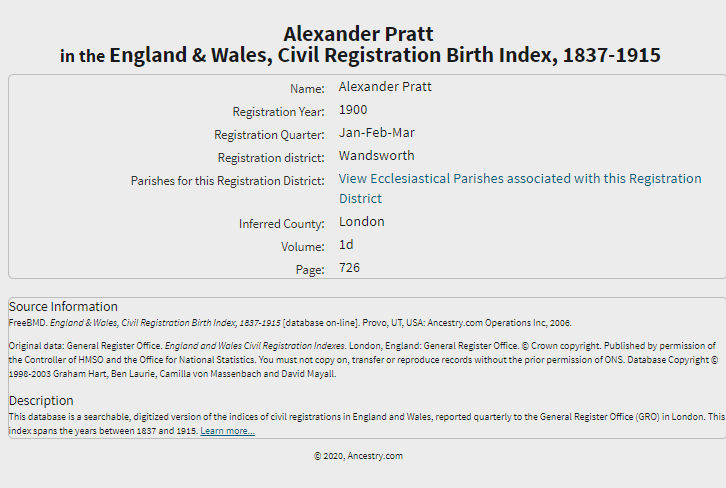 Alexander Pratt
in the England & Wales, Civil Registration Birth Index, 1837-1915
Name: Alexander Pratt
Registration Year: 1900
Registration Quarter: Jan-Feb-Mar
Registration district: Wandsworth
Parishes for this Registration District: View Ecclesiastical Parishes associated with this Registration
District
Inferred County: London
Volume: 1d
Page: 726
Source Information
FreeBMD. England & Wales, Civil Registration Birth Index, 1837-1915 [database on-line]. Provo, UT, USA: Ancestry.com Operations Inc, 2006.
Original data: General Register Office. England and Wales Civil Registration Indexes. London, England: General Register Office. © Crown copyright. Published by permission of
the Controller of HMSO and the Office for National Statistics. You must not copy on, transfer or reproduce records without the prior permission of ONS. Database Copyright ©
1998-2003 Graham Hart, Ben Laurie, Camilla von Massenbach and David Mayall.
Description
This database is a searchable, digitized version of the indices of civil registrations in England and Wales, reported quarterly to the General Register Office (GRO) in London. This
index spans the years between 1837 and 1915. Learn more...
© 2020, Ancestry.com